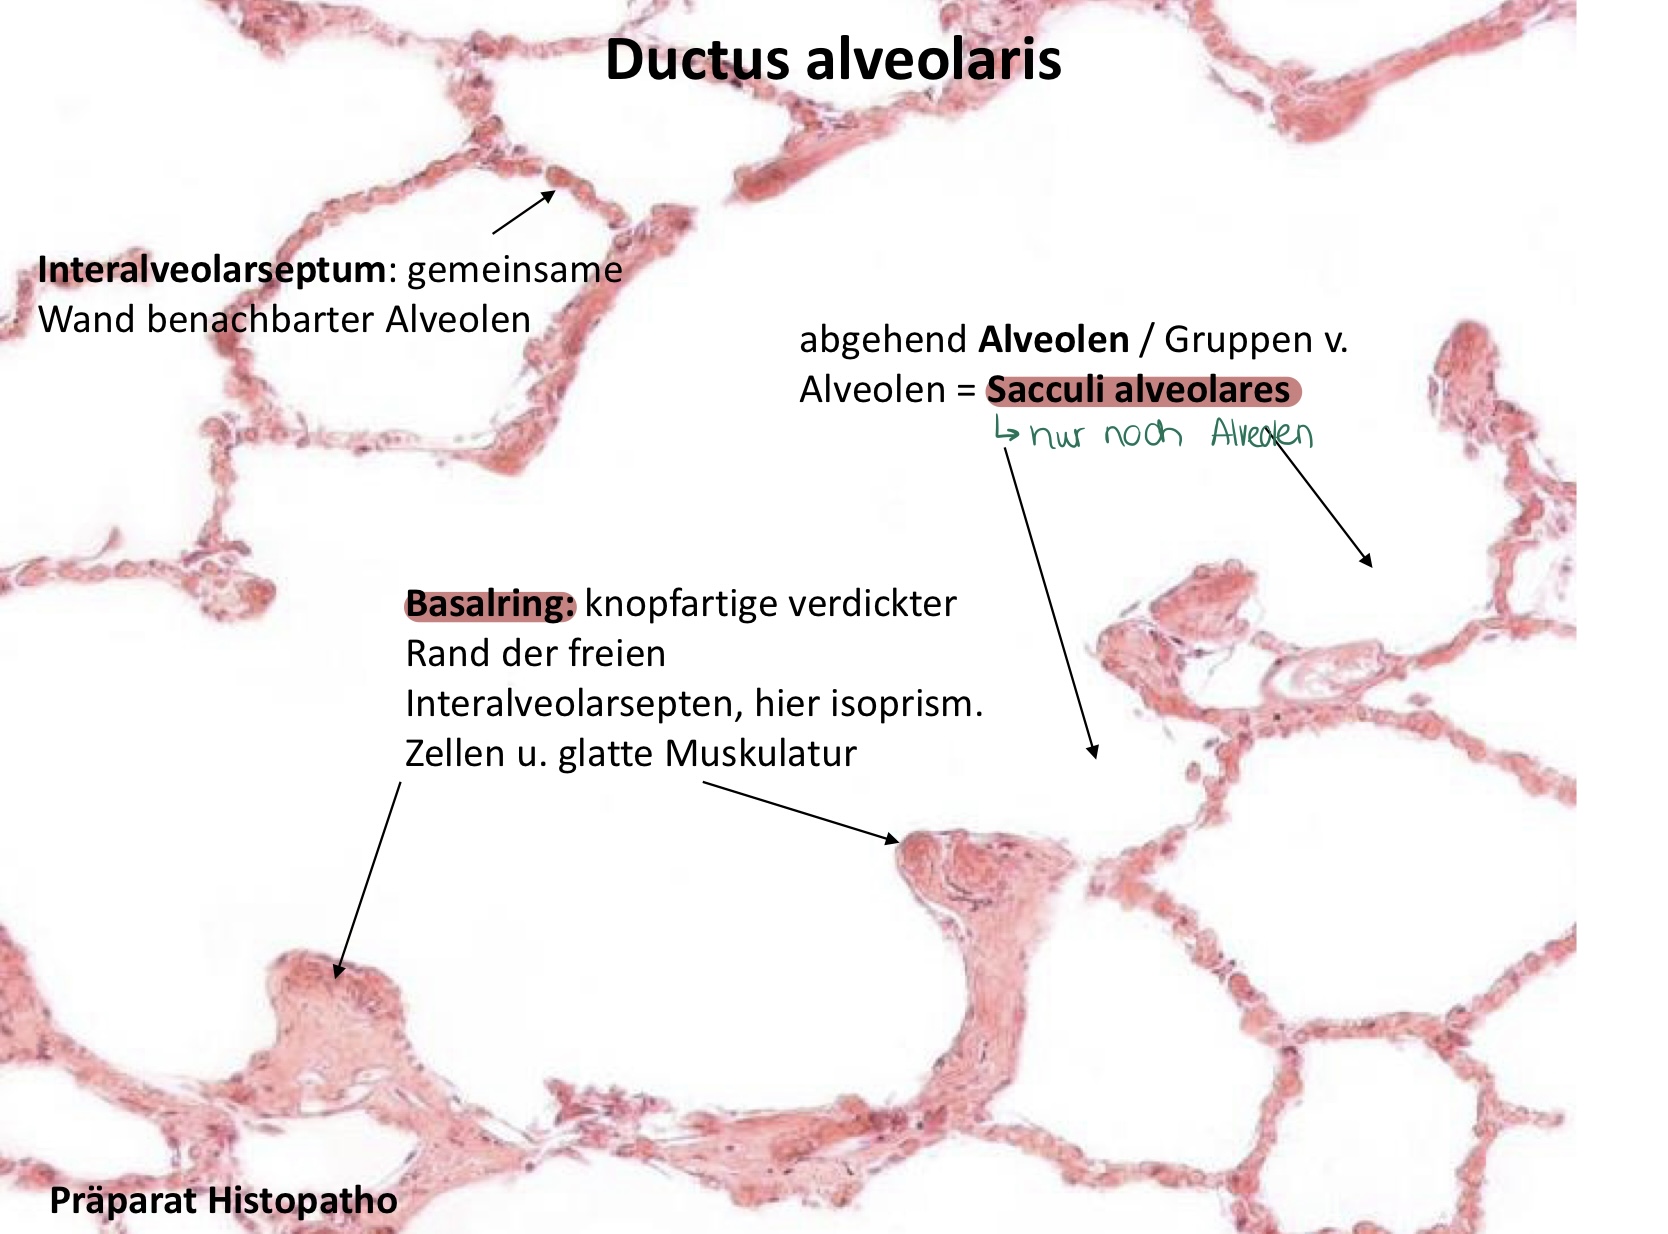 Ductus alveolaris
Interalveolarseptum: gemeinsame
Wand benachbarter Alveolen
abgehend Alveolen / Gruppen v.
Alveolen = Sacculi alveolares
↳ nur noch Alveolen
Basalring: knopfartige verdickter
Rand der freien
Interalveolarsepten, hier isoprism.
Zellen u. glatte Muskulatur
Präparat Histopatho